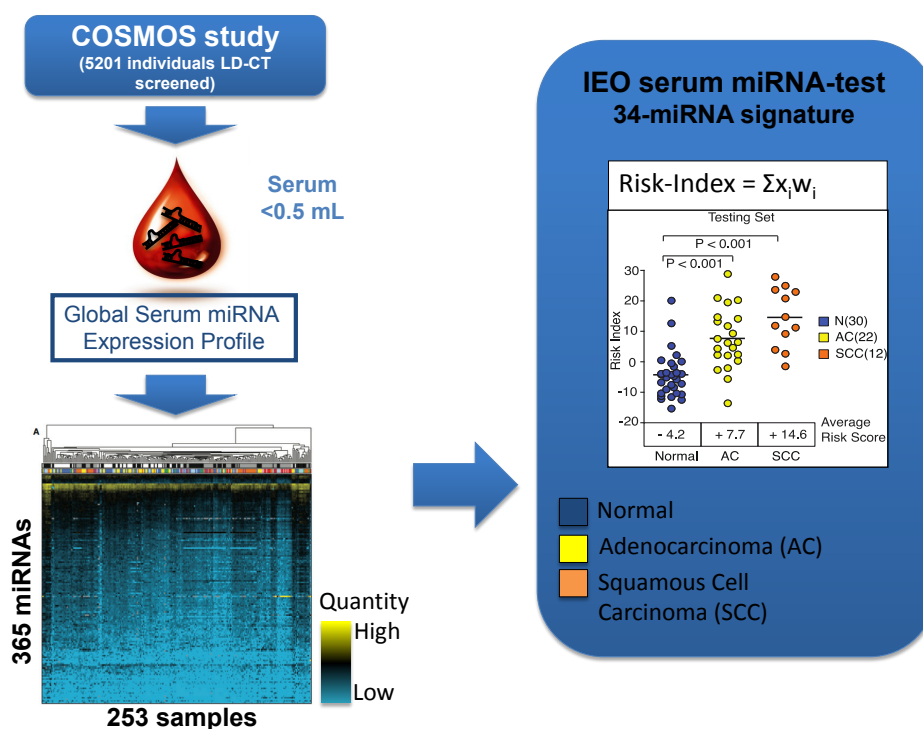 COSMOS study
(5201 individuals LD-CT
screened)
Serum
<0.5 mL
Global Serum miRNA
Expression Profile
A
365 miRNAs
253 samples
Quantity
High
Low
IEO serum miRNA-test
34-miRNA signature
Risk-Index = Σxᵢwᵢ
Testing Set
P < 0.001
P < 0.001
Risk Index
30
20
10
0
-10
-20
N(30)
AC(22)
SCC(12)
- 4.2 + 7.7 + 14.6
Average
Risk Score
Normal AC SCC
Normal
Adenocarcinoma (AC)
Squamous Cell
Carcinoma (SCC)